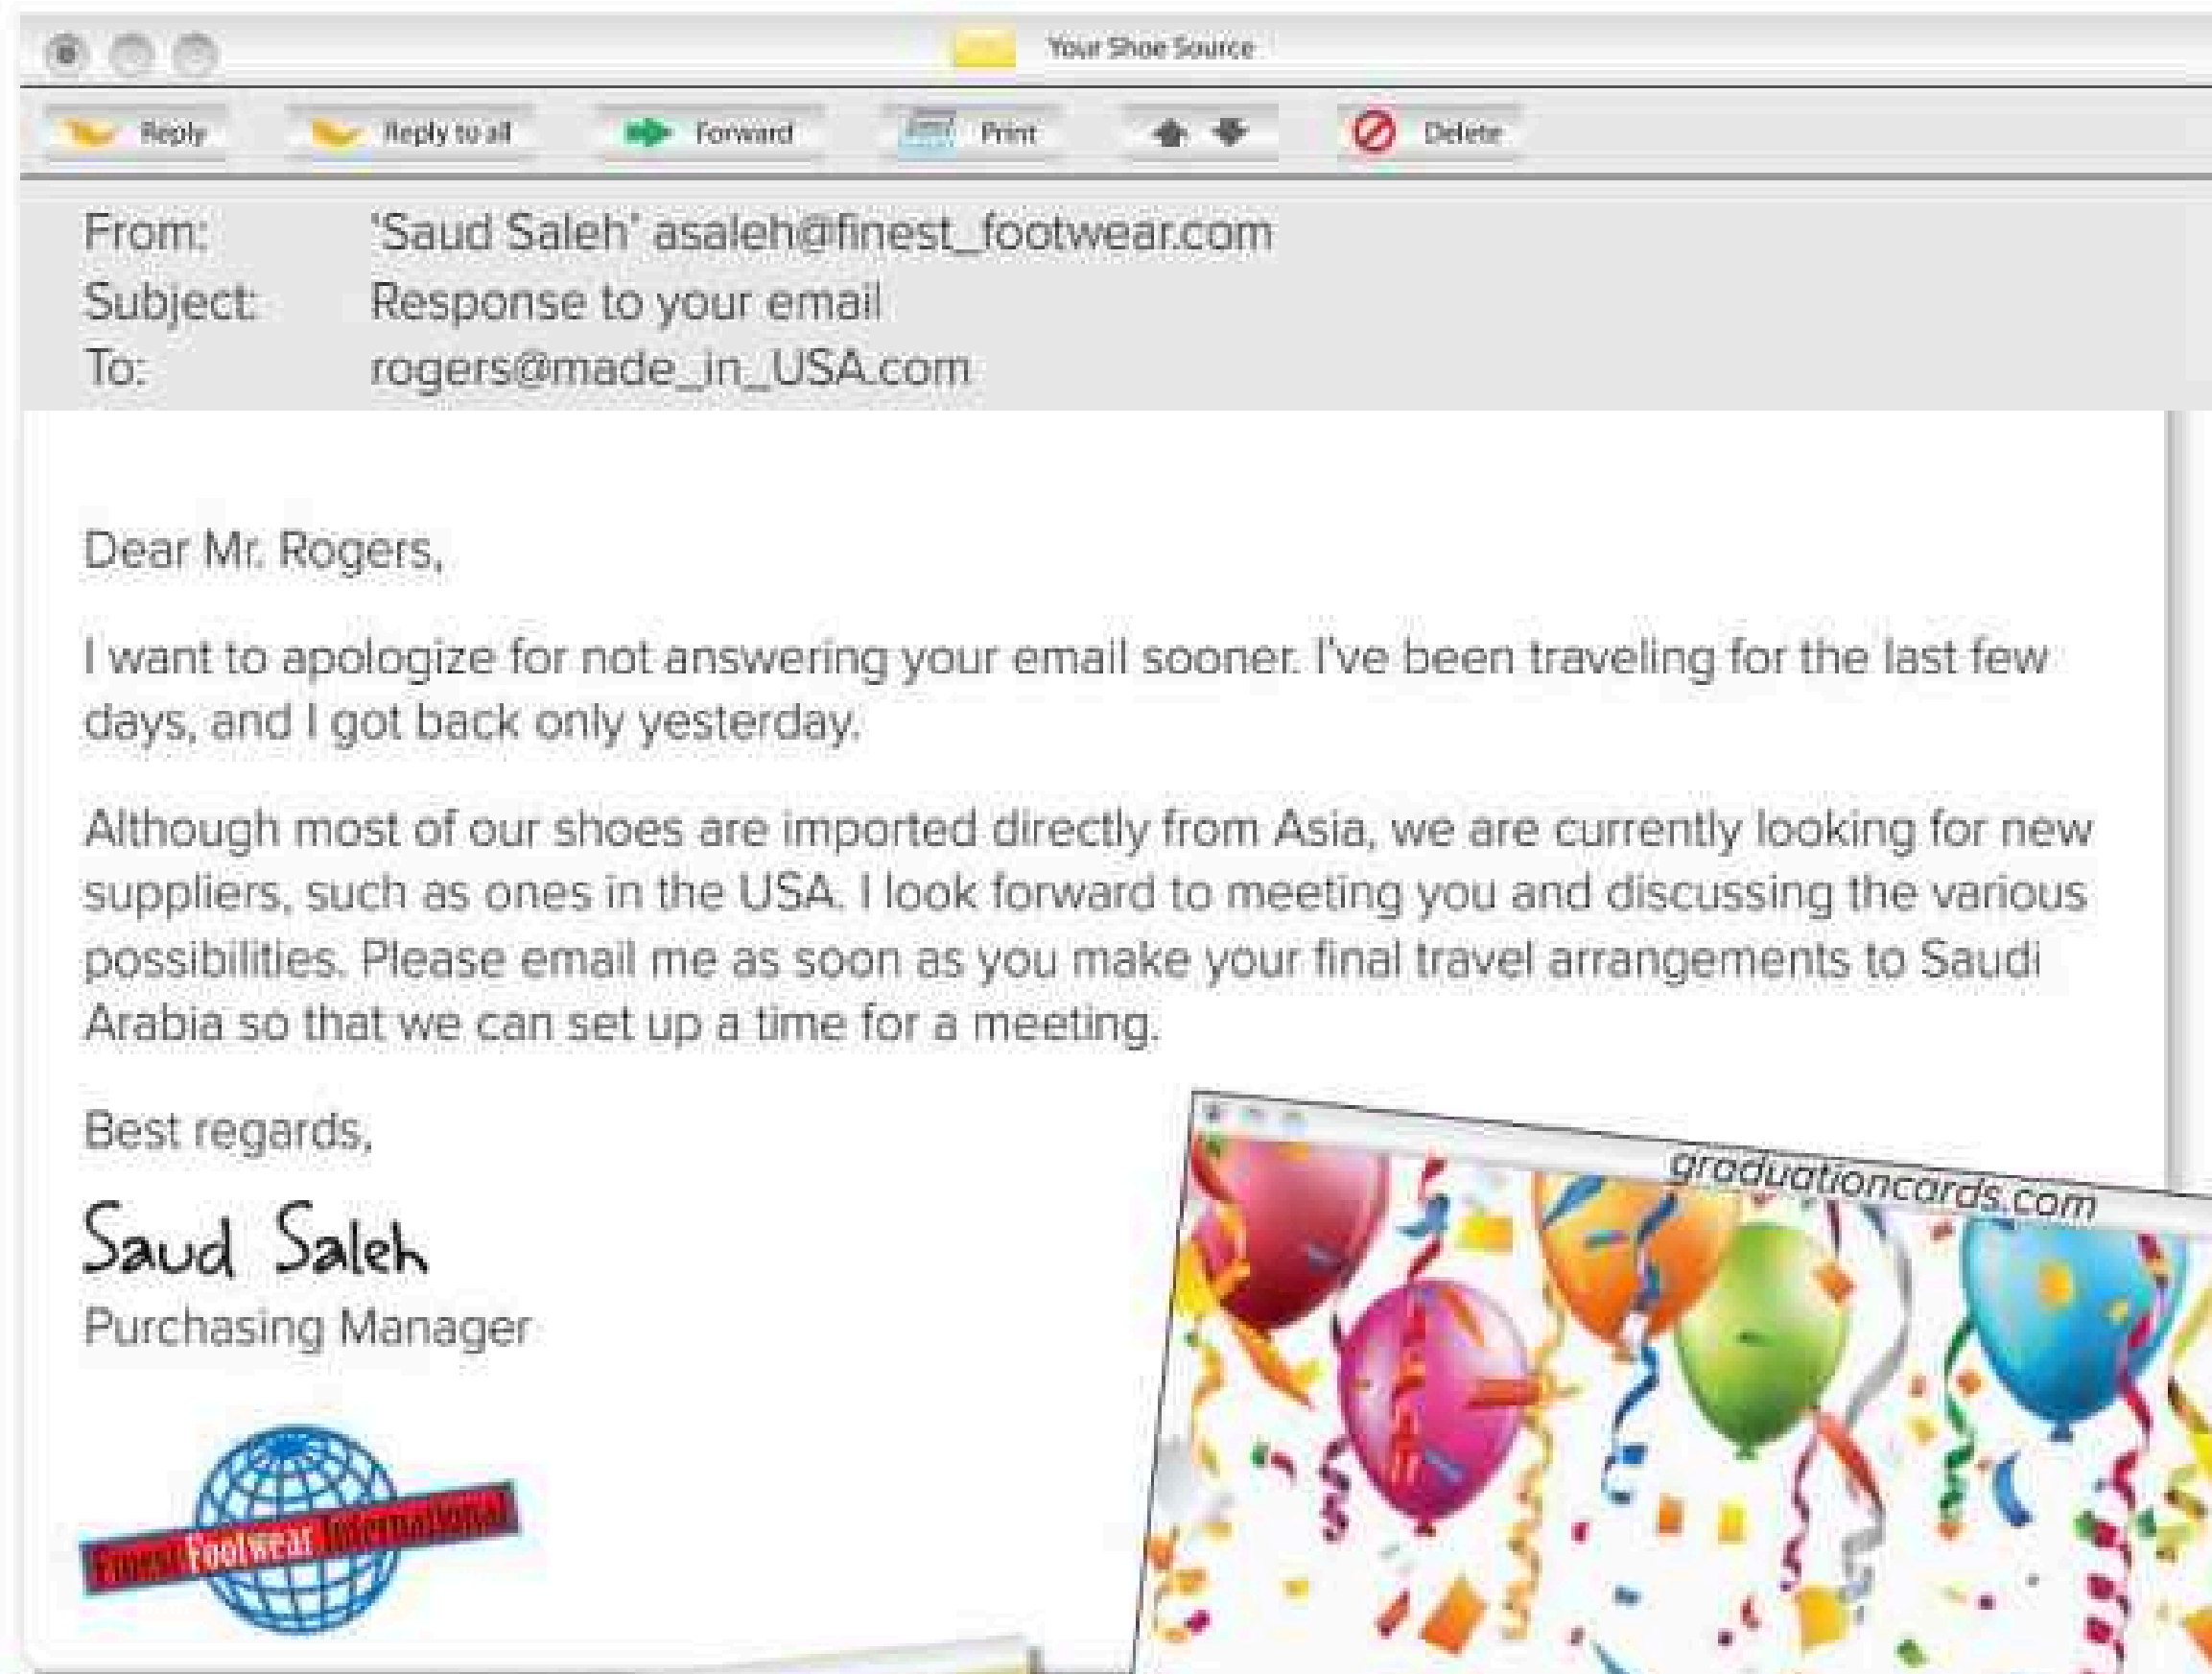 Your Shoe Source
Reply Reply to all Forward Print Delete
From: 'Saud Saleh' asaleh@finest_footwear.com
Subject: Response to your email
To: rogers@made_in_USA.com
Dear Mr. Rogers,
I want to apologize for not answering your email sooner. I've been traveling for the last few
days, and I got back only yesterday.
Although most of our shoes are imported directly from Asia, we are currently looking for new
suppliers, such as ones in the USA. I look forward to meeting you and discussing the various
possibilities. Please email me as soon as you make your final travel arrangements to Saudi
Arabia so that we can set up a time for a meeting.
Best regards,
Saud Saleh
Purchasing Manager
Finest Footwear International
graduationcards.com